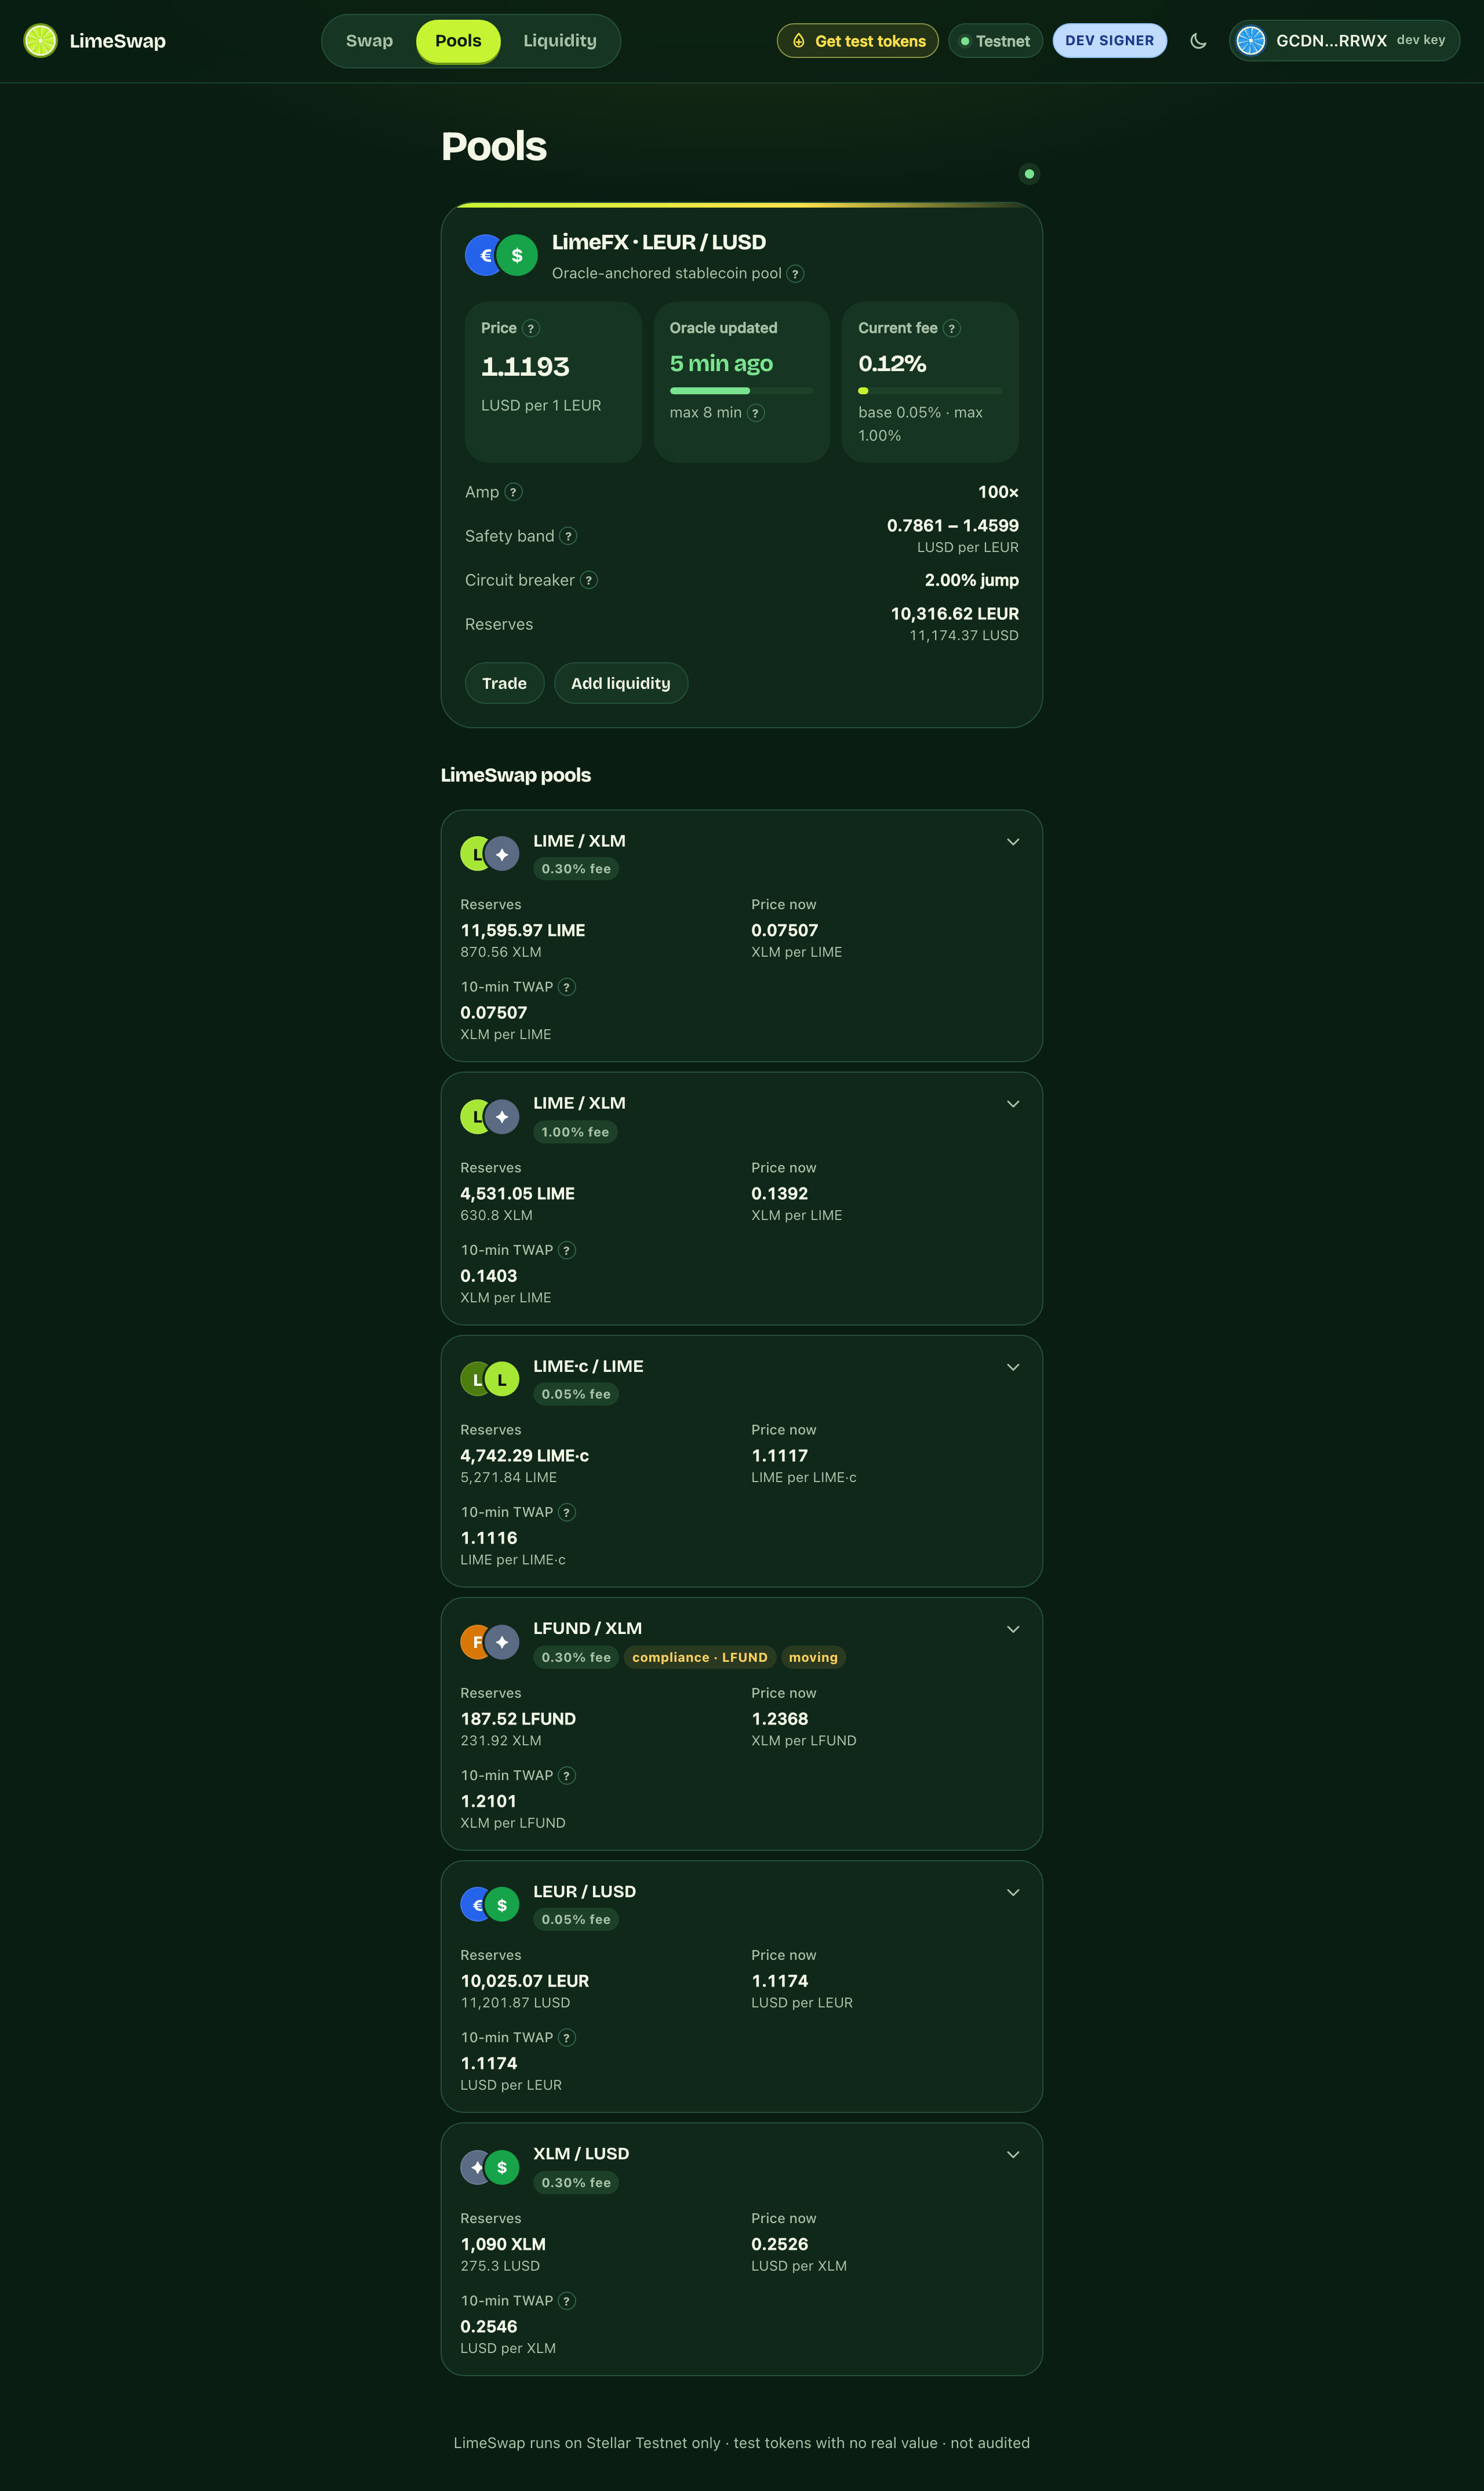 LimeSwap
Swap
Pools
Liquidity
Get test tokens
Testnet
DEV SIGNER
GCDN...RRWX dev key
Pools
€ $
LimeFX · LEUR / LUSD
Oracle-anchored stablecoin pool ?
Price ?
1.1193
LUSD per 1 LEUR
Oracle updated
5 min ago
max 8 min ?
Current fee ?
0.12%
base 0.05% · max
1.00%
Amp ?
100×
Safety band ?
0.7861 – 1.4599
LUSD per LEUR
Circuit breaker ?
2.00% jump
Reserves
10,316.62 LEUR
11,174.37 LUSD
Trade
Add liquidity
LimeSwap pools
L
LIME / XLM
0.30% fee
Reserves
11,595.97 LIME
870.56 XLM
Price now
0.07507
XLM per LIME
10-min TWAP ?
0.07507
XLM per LIME
L
LIME / XLM
1.00% fee
Reserves
4,531.05 LIME
630.8 XLM
Price now
0.1392
XLM per LIME
10-min TWAP ?
0.1403
XLM per LIME
L L
LIME·c / LIME
0.05% fee
Reserves
4,742.29 LIME·c
5,271.84 LIME
Price now
1.1117
LIME per LIME·c
10-min TWAP ?
1.1116
LIME per LIME·c
F
LFUND / XLM
0.30% fee
compliance · LFUND
moving
Reserves
187.52 LFUND
231.92 XLM
Price now
1.2368
XLM per LFUND
10-min TWAP ?
1.2101
XLM per LFUND
€ $
LEUR / LUSD
0.05% fee
Reserves
10,025.07 LEUR
11,201.87 LUSD
Price now
1.1174
LUSD per LEUR
10-min TWAP ?
1.1174
LUSD per LEUR
$
XLM / LUSD
0.30% fee
Reserves
1,090 XLM
275.3 LUSD
Price now
0.2526
LUSD per XLM
10-min TWAP ?
0.2546
LUSD per XLM
LimeSwap runs on Stellar Testnet only · test tokens with no real value · not audited